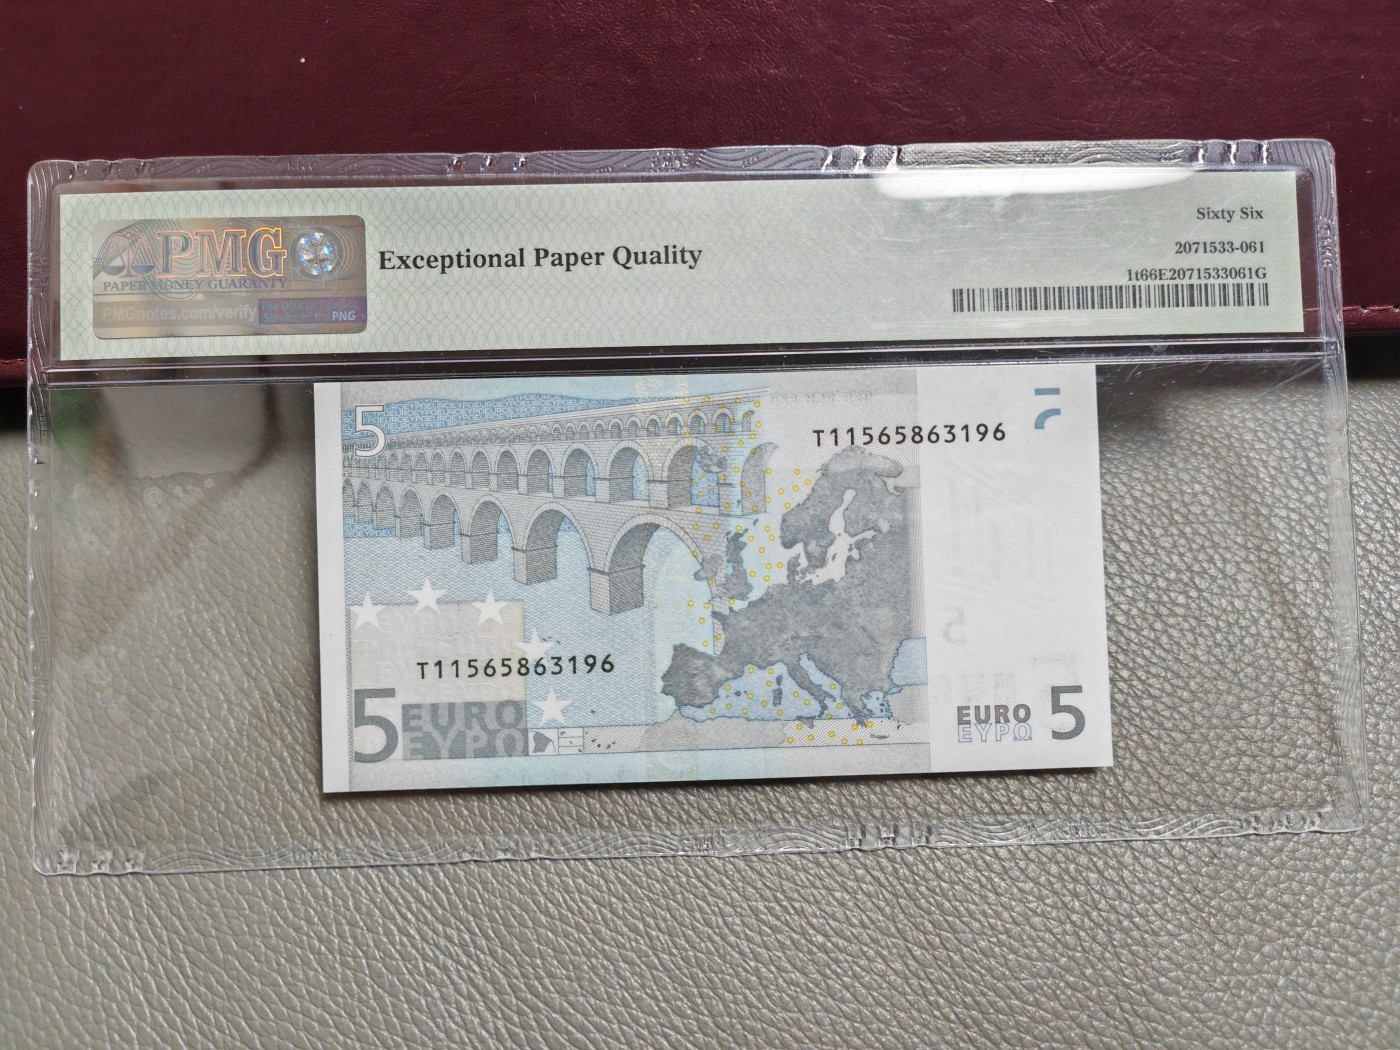 PMG
PAPER MONEY GUARANTY
PMGnotes.com/verify
PNG
Exceptional Paper Quality
Sixty Six
2071533-061
1t66E2071533061G
5
T11565863196
T11565863196
5 EURO
ΕΥΡΩ
EURO
ΕΥΡΩ
5